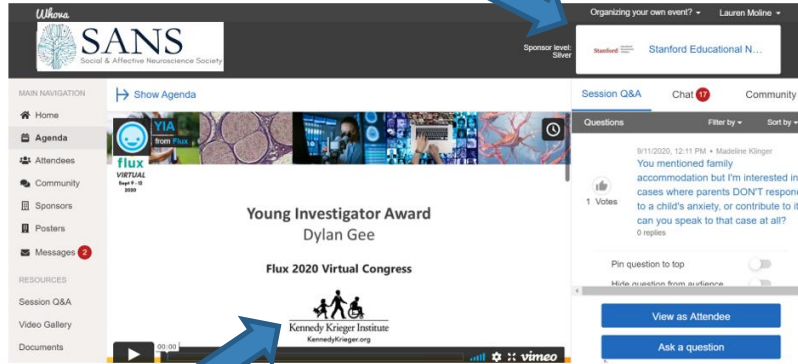 Whova
Organizing your own event?
Lauren Moline
SANS
Social & Affective Neuroscience Society
Sponsor level:
Silver
Stanford
Stanford Educational N...
MAIN NAVIGATION
Home
Agenda
Attendees
Community
Sponsors
Posters
Messages 2
RESOURCES
Session Q&A
Video Gallery
Documents
Show Agenda
YIA
from Flux
flux
VIRTUAL
Sept 9 - 12
2020
Young Investigator Award
Dylan Gee
Flux 2020 Virtual Congress
Kennedy Krieger Institute
KennedyKrieger.org
00:00
vimeo
Session Q&A
Chat 17
Community
Questions
Filter by
Sort by
9/11/2020, 12:11 PM • Madeline Klinger
You mentioned family
accommodation but I'm interested in
cases where parents DON'T respond
to a child's anxiety, or contribute to it
can you speak to that case at all?
0 replies
1 Votes
Pin question to top
Hide question from audience
View as Attendee
Ask a question